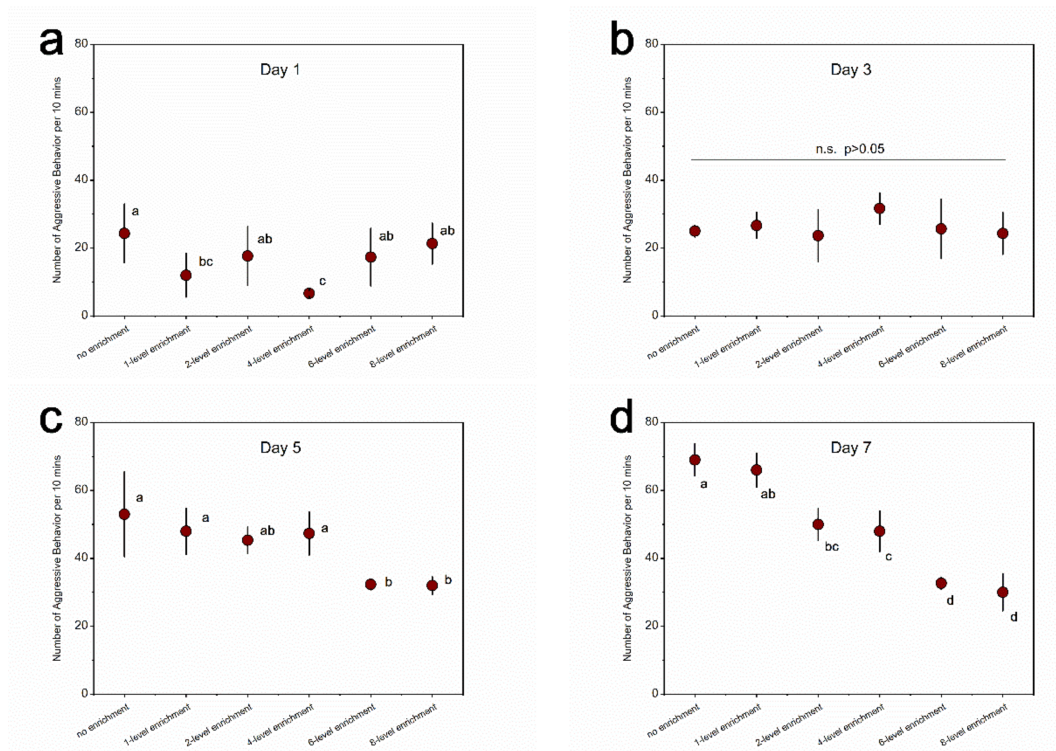 a
Day 1
Number of Aggressive Behavior per 10 mins
80
60
40
20
0
a
bc
ab
c
ab
ab
no enrichment
1-level enrichment
2-level enrichment
4-level enrichment
6-level enrichment
8-level enrichment
b
Day 3
Number of Aggressive Behavior per 10 mins
80
60
40
20
0
n.s. p>0.05
no enrichment
1-level enrichment
2-level enrichment
4-level enrichment
6-level enrichment
8-level enrichment
c
Day 5
Number of Aggressive Behavior per 10 mins
80
60
40
20
0
a
a
ab
a
b
b
no enrichment
1-level enrichment
2-level enrichment
4-level enrichment
6-level enrichment
8-level enrichment
d
Day 7
Number of Aggressive Behavior per 10 mins
80
60
40
20
0
a
ab
bc
c
d
d
no enrichment
1-level enrichment
2-level enrichment
4-level enrichment
6-level enrichment
8-level enrichment